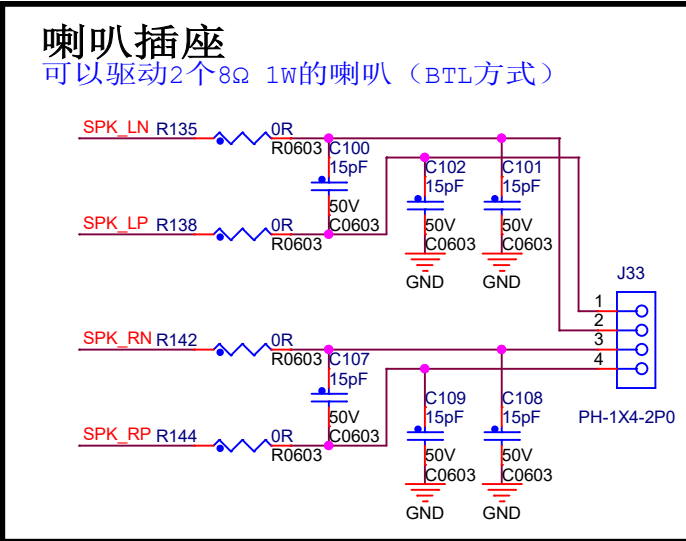 喇叭插座
可以驱动2个8Ω 1W的喇叭（BTL方式）
SPK_LN R135 0R
R0603 C100
15pF
C102 C101
15pF 15pF
50V
C0603
SPK_LP R138 0R
R0603
50V 50V
C0603 C0603
GND GND
J33
1
2
3
4
SPK_RN R142 0R
R0603 C107
15pF
C109 C108
15pF 15pF
PH-1X4-2P0
50V
C0603
SPK_RP R144 0R
R0603
50V 50V
C0603 C0603
GND GND